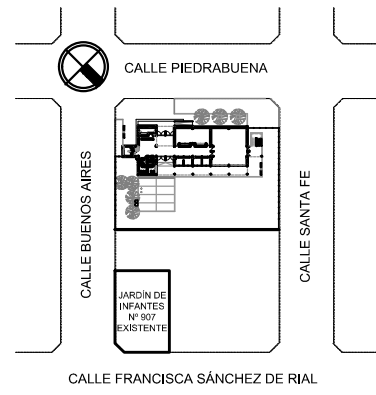 CALLE PIEDRABUENA
CALLE BUENOS AIRES
CALLE SANTA FE
JARDÍN DE
INFANTES
Nº 907
EXISTENTE
CALLE FRANCISCA SÁNCHEZ DE RIAL